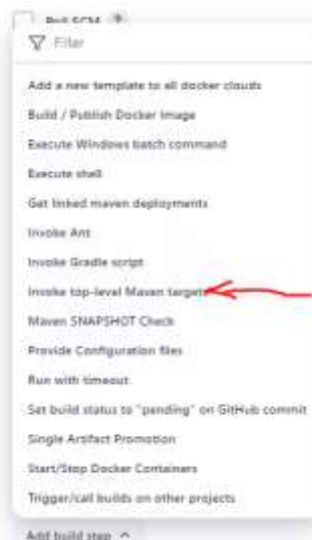 Poll SCM
Filter
Add a new template to all docker clouds
Build / Publish Docker Image
Execute Windows batch command
Execute shell
Get linked maven deployments
Invoke Ant
Invoke Gradle script
Invoke top-level Maven targets
Maven SNAPSHOT Check
Provide Configuration files
Run with timeout
Set build status to "pending" on GitHub commit
Single Artifact Promotion
Start/Stop Docker Containers
Trigger/call builds on other projects
Add build step